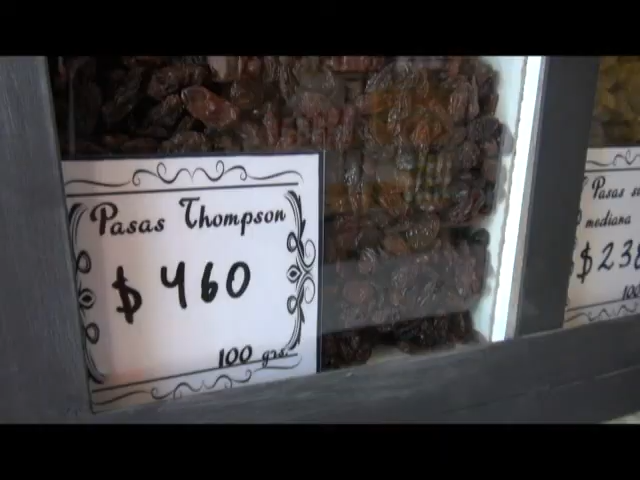 Pasas Thompson
$ 460
100 grs.
Pasas
mediana
$ 238
100